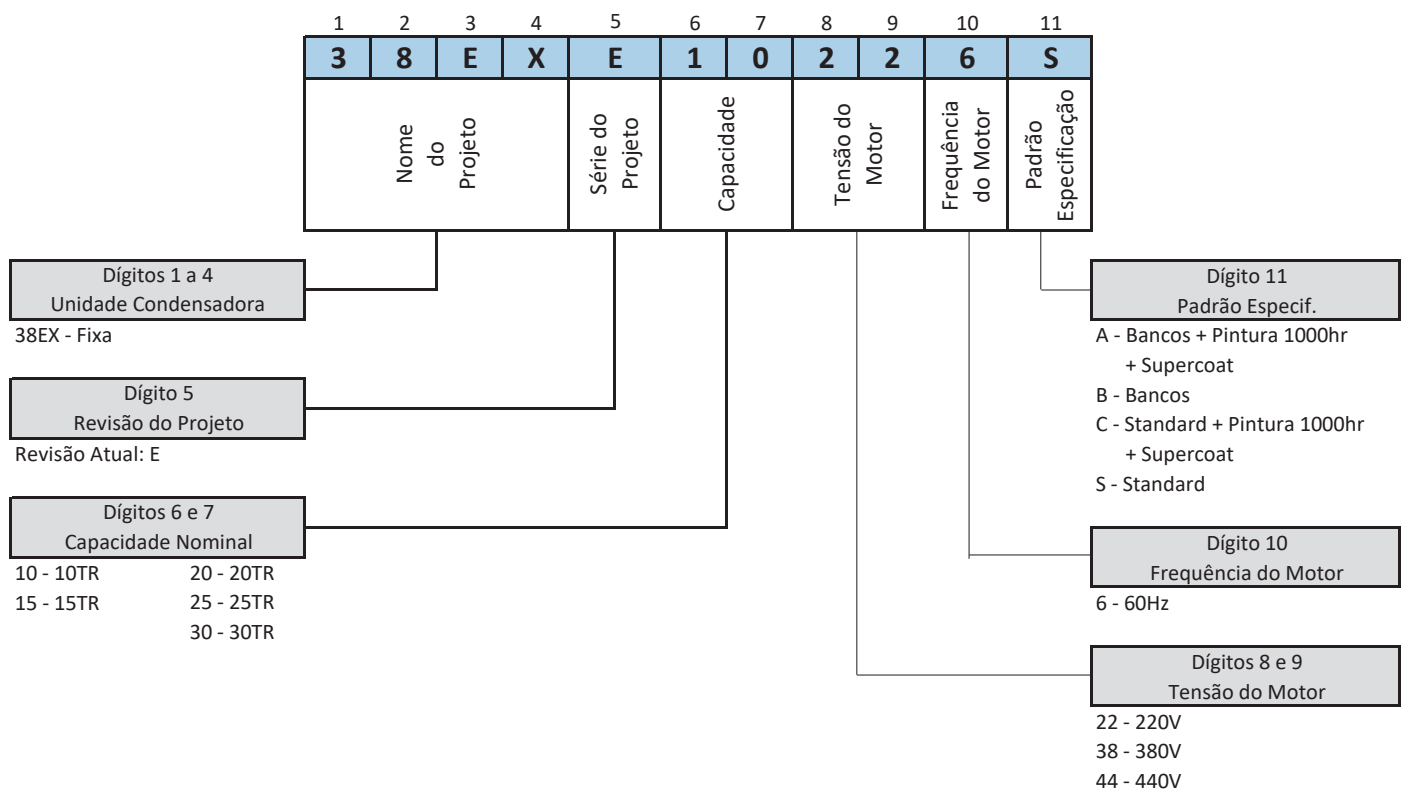 1 2 3 4 5 6 7 8 9 10 11
3 8 E X E 1 0 2 2 6 S
Nome
do
Projeto
Série do
Projeto
Capacidade
Tensão do
Motor
Frequência
do Motor
Padrão
Especificação
Dígitos 1 a 4
Unidade Condensadora
38EX - Fixa
Dígito 5
Revisão do Projeto
Revisão Atual: E
Dígitos 6 e 7
Capacidade Nominal
10 - 10TR 20 - 20TR
15 - 15TR 25 - 25TR
30 - 30TR
Dígito 11
Padrão Especif.
A - Bancos + Pintura 1000hr
+ Supercoat
B - Bancos
C - Standard + Pintura 1000hr
+ Supercoat
S - Standard
Dígito 10
Frequência do Motor
6 - 60Hz
Dígitos 8 e 9
Tensão do Motor
22 - 220V
38 - 380V
44 - 440V